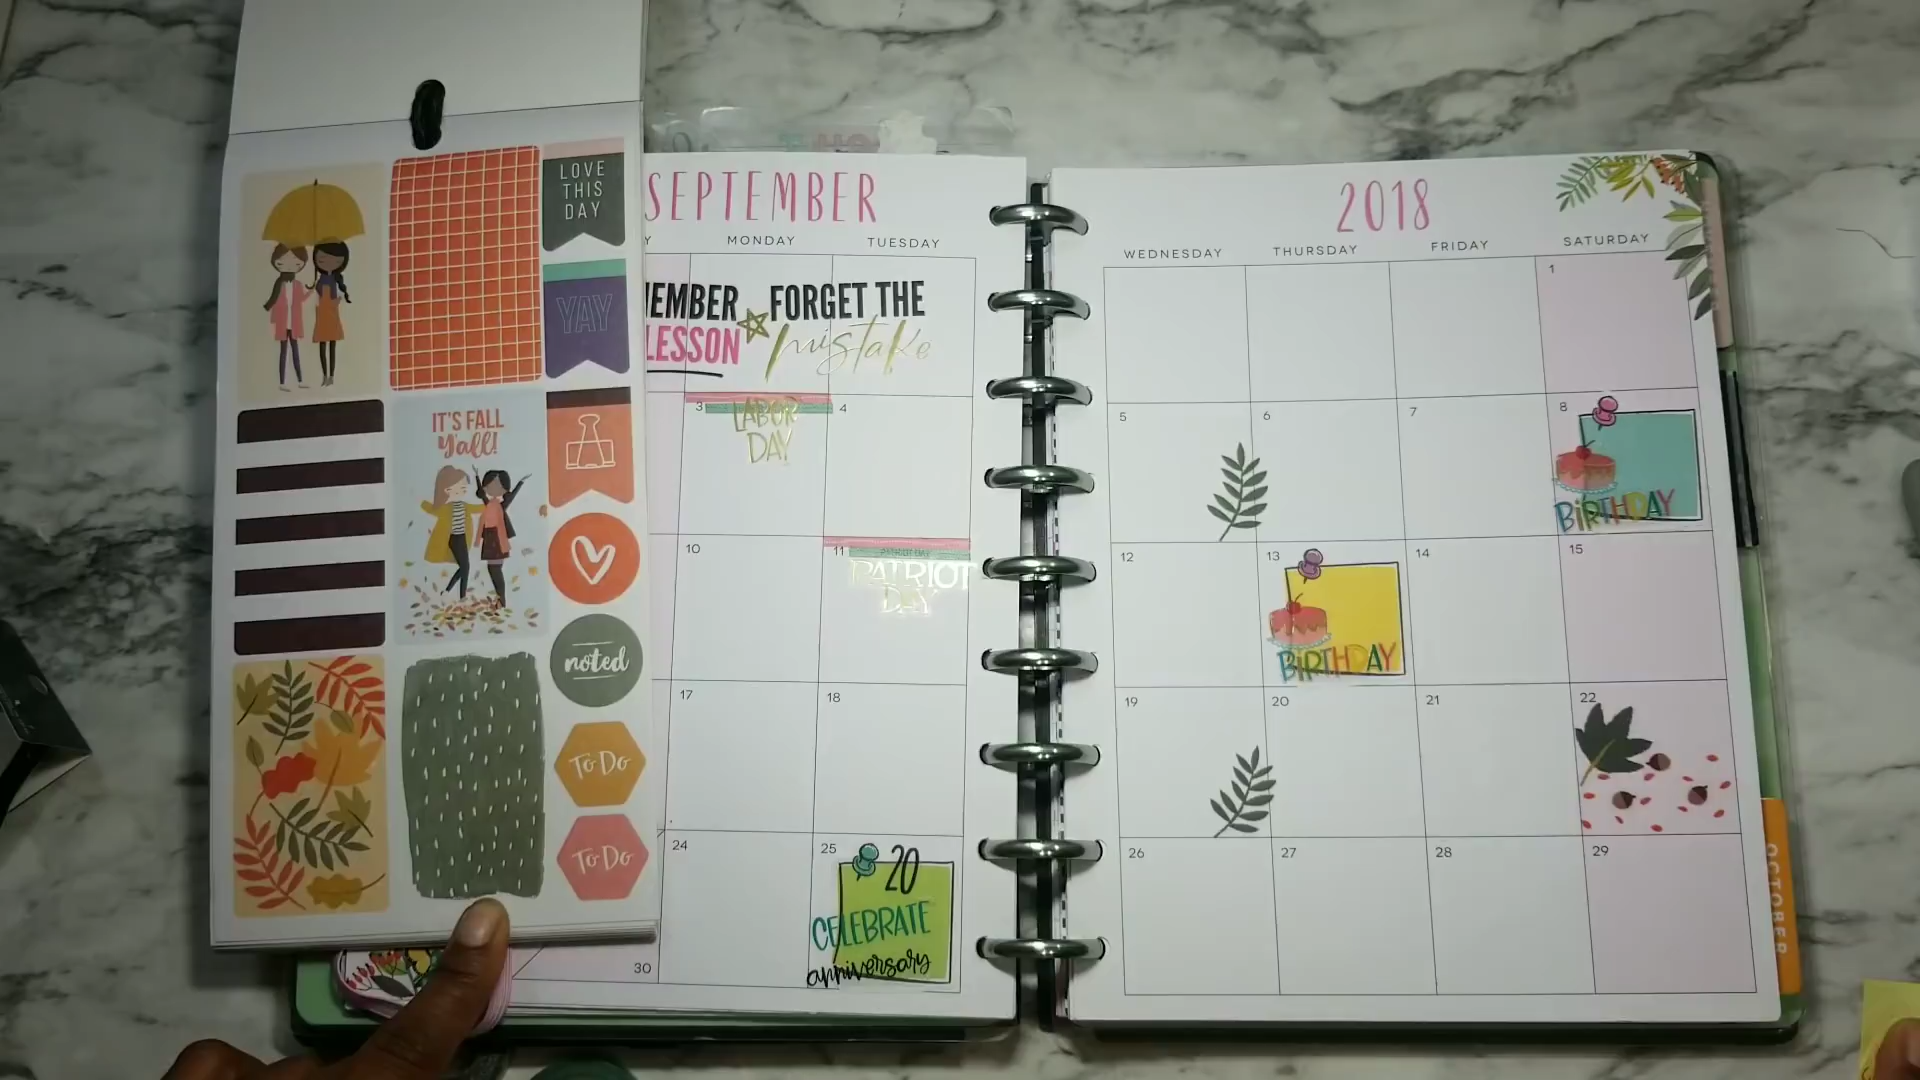 LOVE
THIS
DAY
YAY
IT'S FALL
y'all!
noted
To Do
To Do
SEPTEMBER
MONDAY
TUESDAY
FORGET THE
LESSON
mistake
3
LABOR
DAY
4
10
11
PATRIOT DAY
PATRIOT
DAY
17
18
24
25
20
CELEBRATE
anniversary
30
2018
WEDNESDAY
THURSDAY
FRIDAY
SATURDAY
1
5
6
7
8
BIRTHDAY
12
13
14
15
BIRTHDAY
19
20
21
22
26
27
28
29
OCTOBER